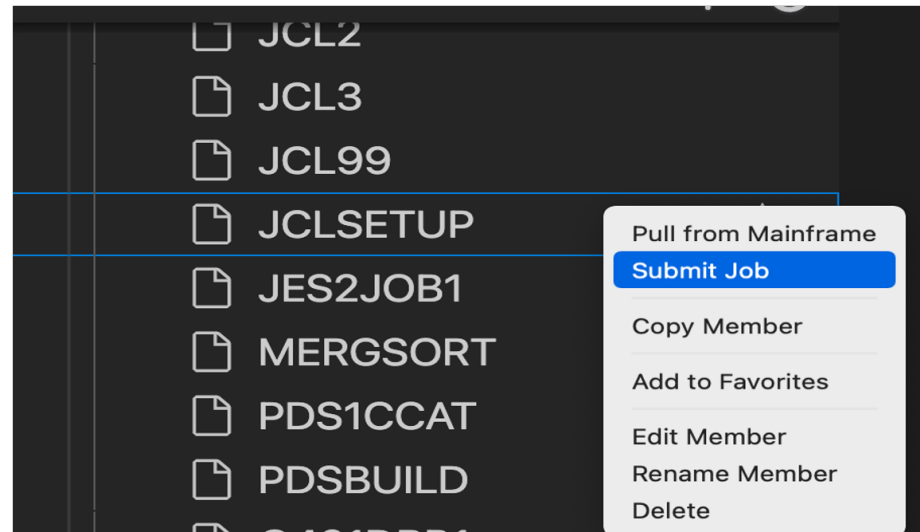 JCL2
JCL3
JCL99
JCLSETUP
JES2JOB1
MERGSORT
PDS1CCAT
PDSBUILD
Pull from Mainframe
Submit Job
Copy Member
Add to Favorites
Edit Member
Rename Member
Delete